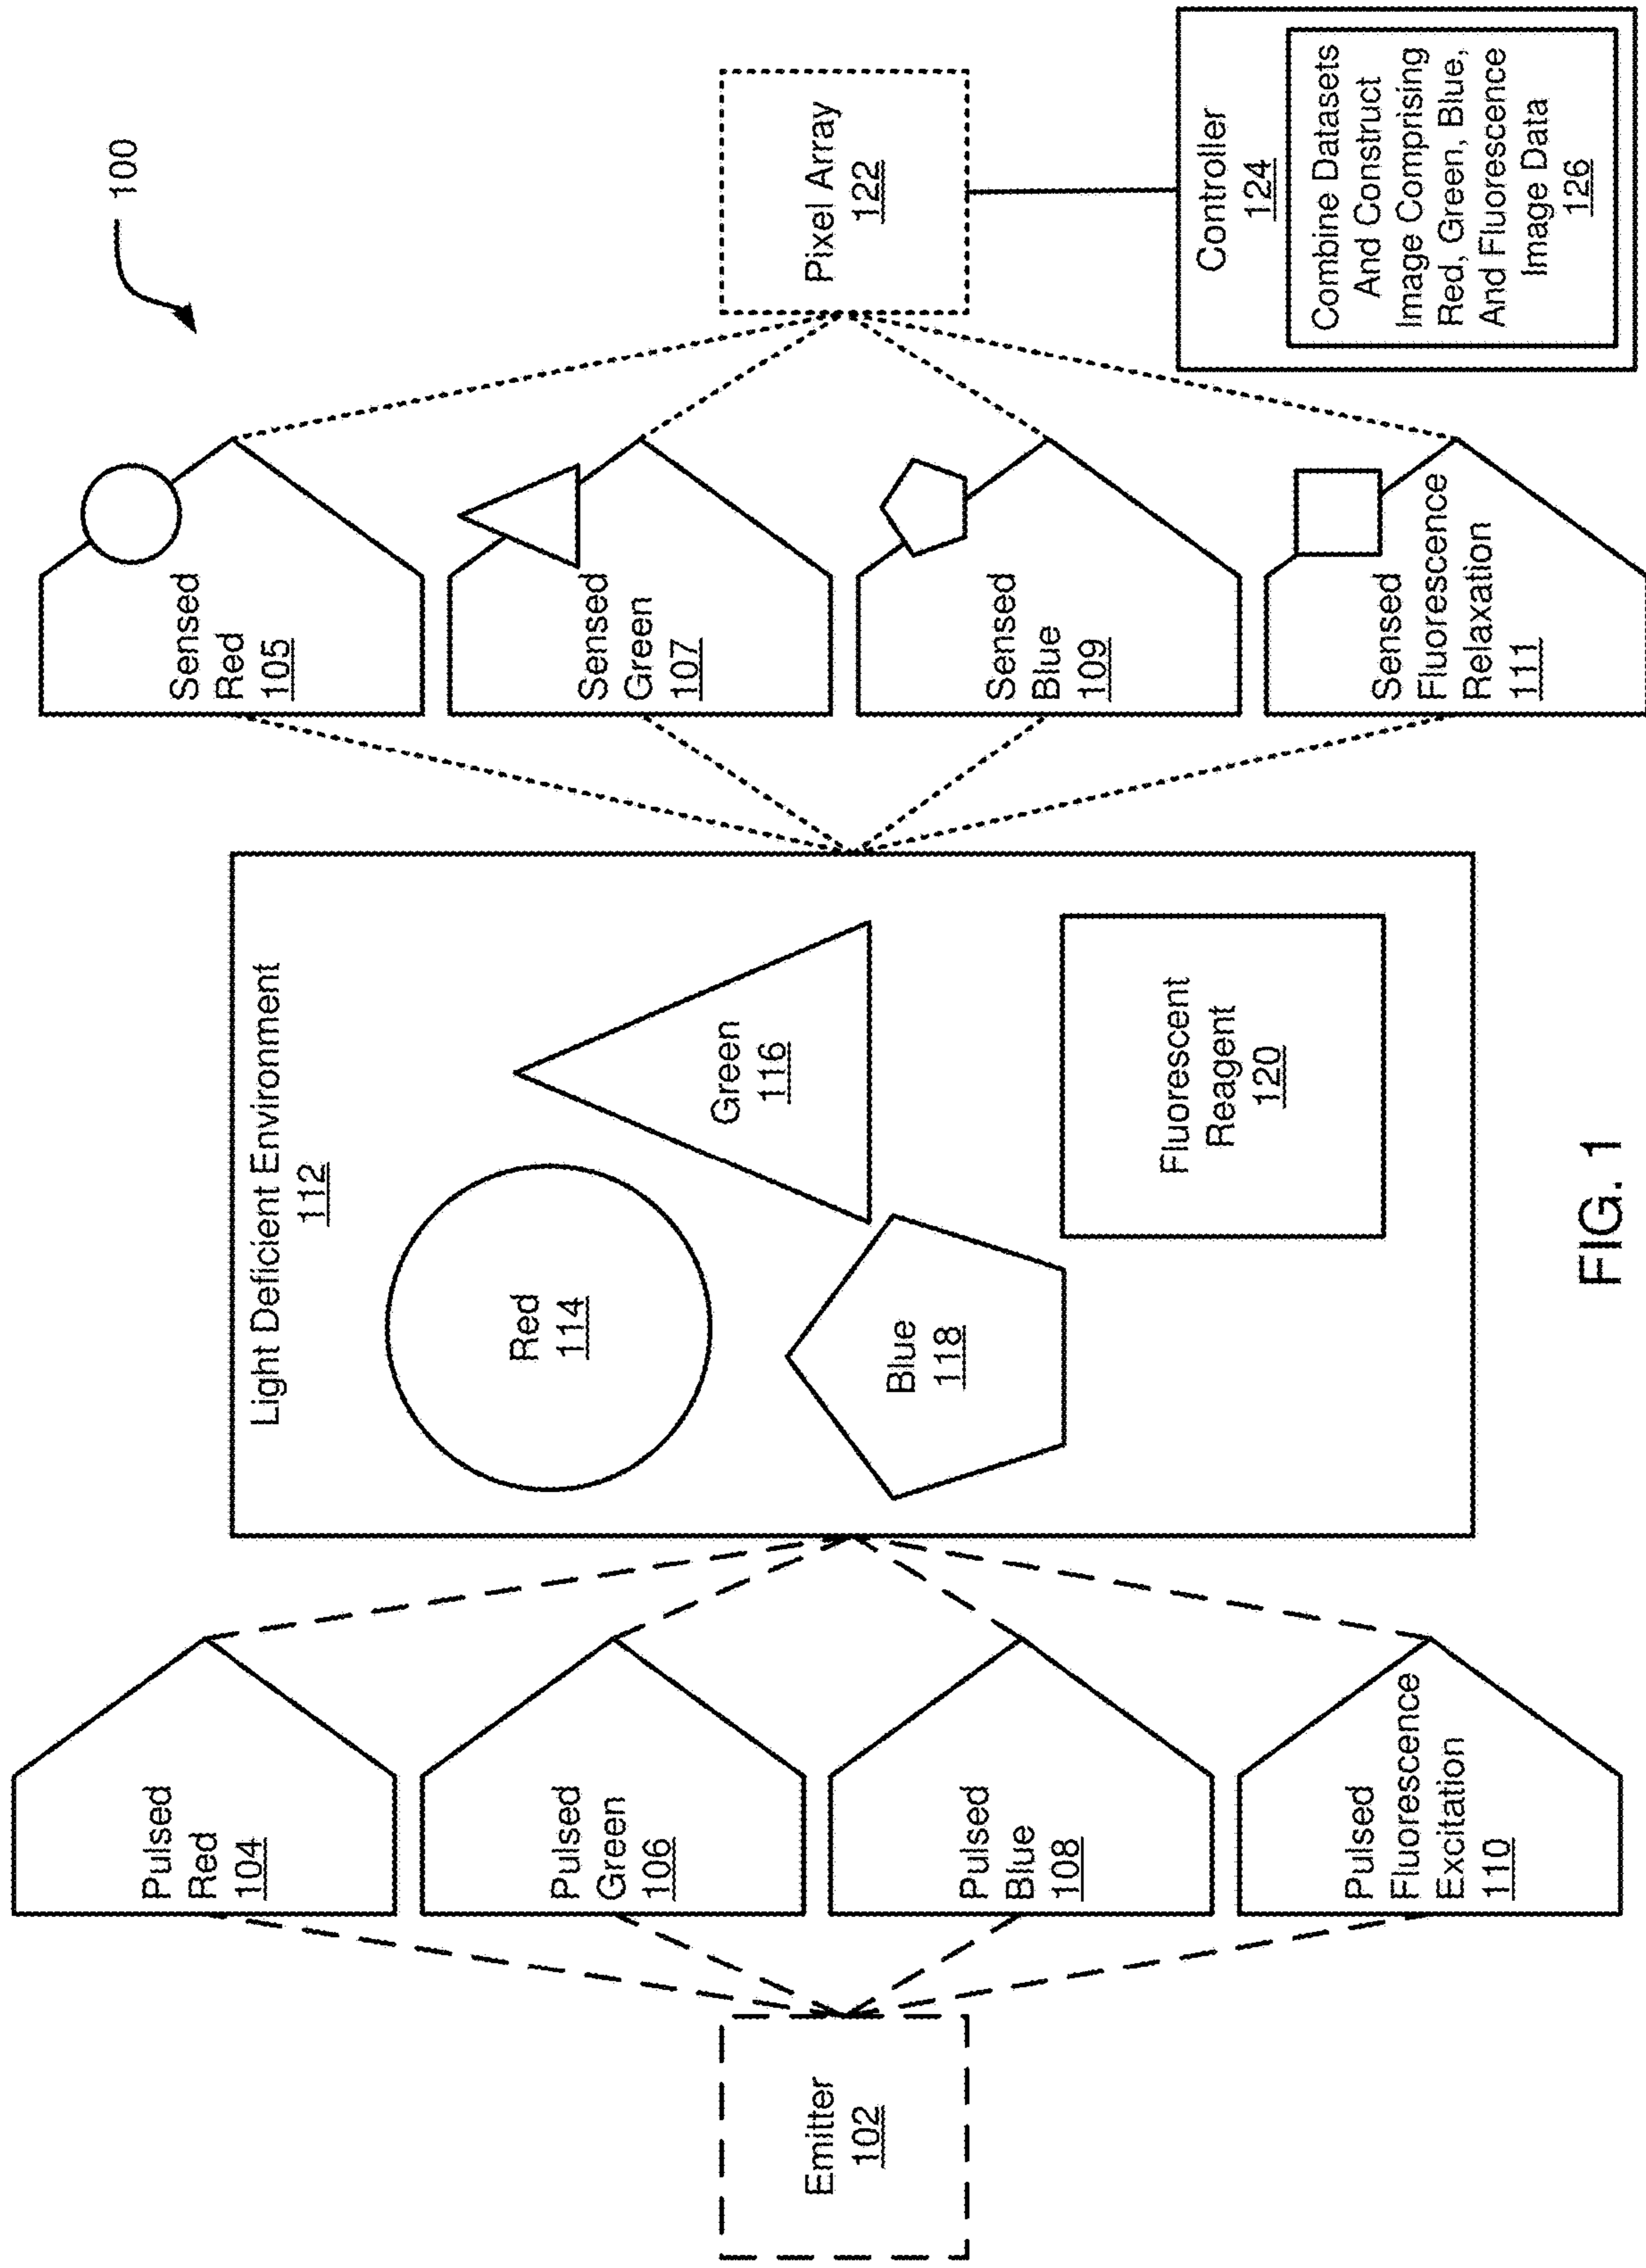 100
Emitter
102
Pulsed
Red
104
Pulsed
Green
106
Pulsed
Blue
108
Pulsed
Fluorescence
Excitation
110
Light Deficient Environment
112
Red
114
Green
116
Blue
118
Fluorescent
Reagent
120
Sensed
Red
105
Sensed
Green
107
Sensed
Blue
109
Sensed
Fluorescence
Relaxation
111
Pixel Array
122
Controller
124
Combine Datasets
And Construct
Image Comprising
Red, Green, Blue,
And Fluorescence
Image Data
126
FIG. 1